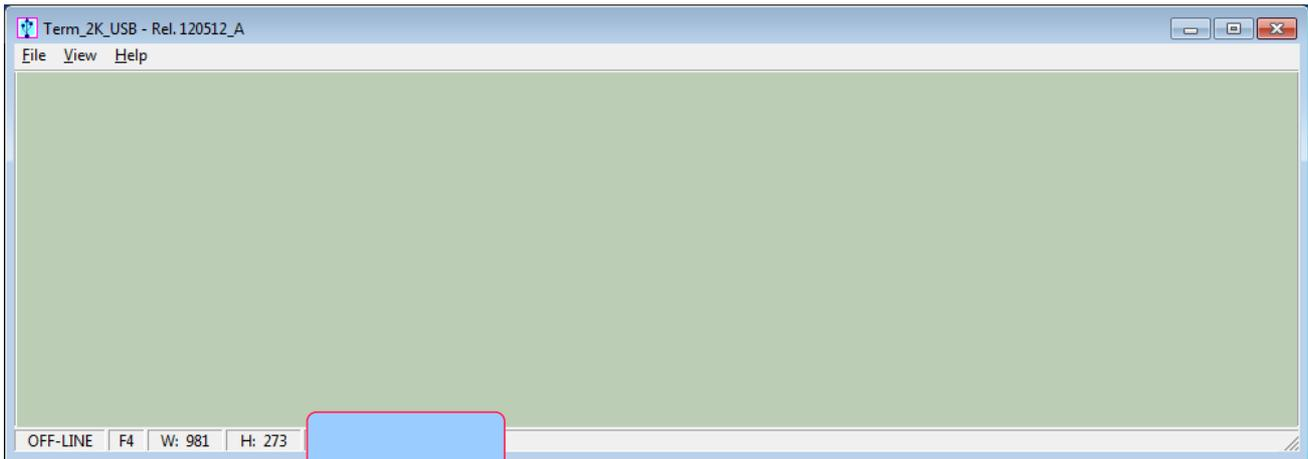 Term_2K_USB - Rel. 120512_A
File View Help
OFF-LINE F4 W: 981 H: 273